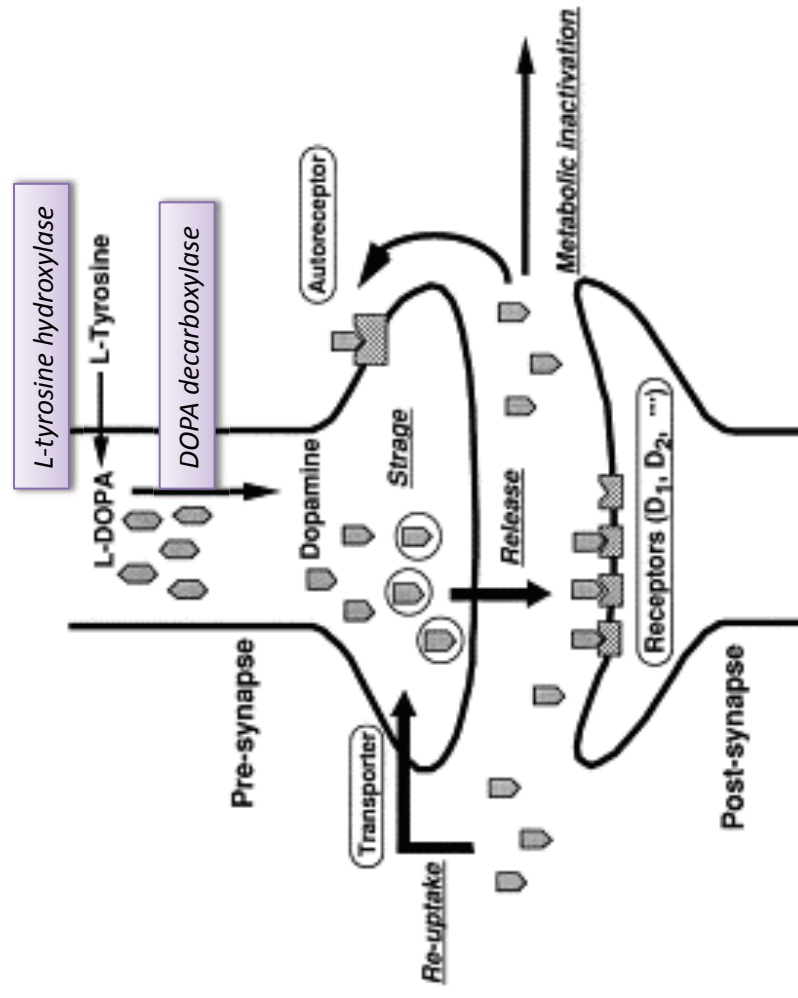 L-tyrosine hydroxylase
L-Tyrosine
L-DOPA
DOPA decarboxylase
Pre-synapse
Dopamine
Autoreceptor
Strage
Transporter
Re-uptake
Release
Metabolic inactivation
Receptors (D1, D2, ...)
Post-synapse